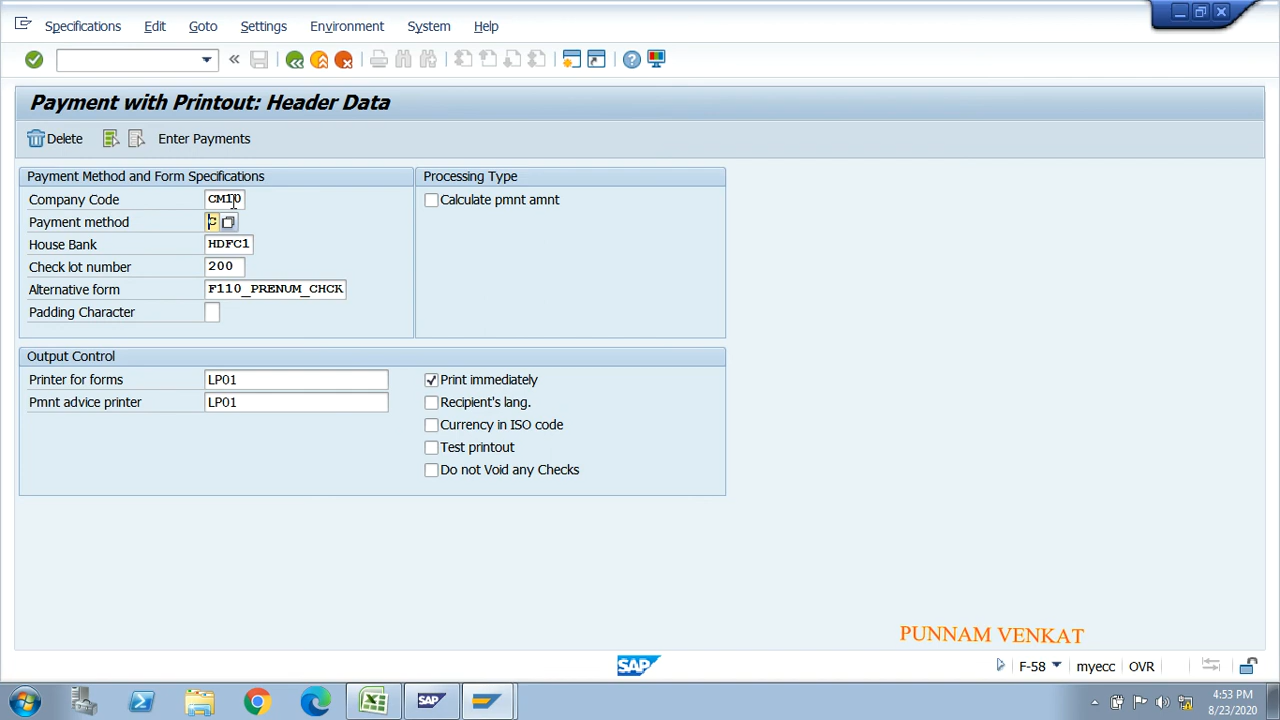 Specifications Edit Goto Settings Environment System Help
Payment with Printout: Header Data
Delete Enter Payments
Payment Method and Form Specifications
Company Code CM10
Payment method C
House Bank HDFC1
Check lot number 200
Alternative form F110_PRENUM_CHCK
Padding Character
Processing Type
Calculate pmnt amnt
Output Control
Printer for forms LP01
Pmnt advice printer LP01
Print immediately
Recipient's lang.
Currency in ISO code
Test printout
Do not Void any Checks
PUNNAM VENKAT
SAP F-58 myecc OVR
SAP
4:53 PM
8/23/2020